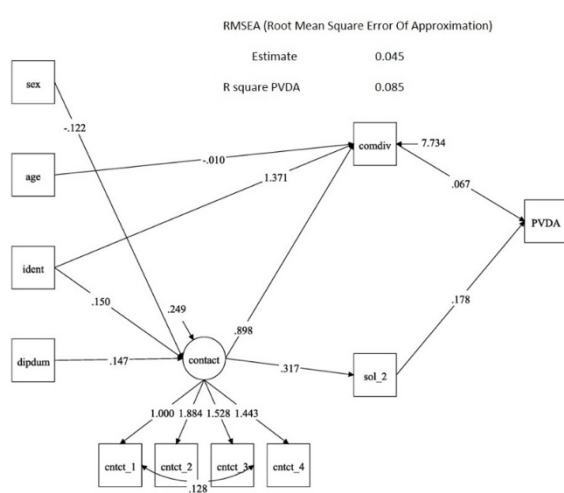 RMSEA (Root Mean Square Error Of Approximation)
Estimate 0.045
R square PVDA 0.085
sex
-.122
comdiv
7.734
age
-.010
1.371
.067
PVDA
ident
.150
.249
.898
.178
dipdum
.147
contact
.317
sol_2
1.000 1.884 1.528 1.443
cntct_1 cntct_2 cntct_3 cntct_4
.128